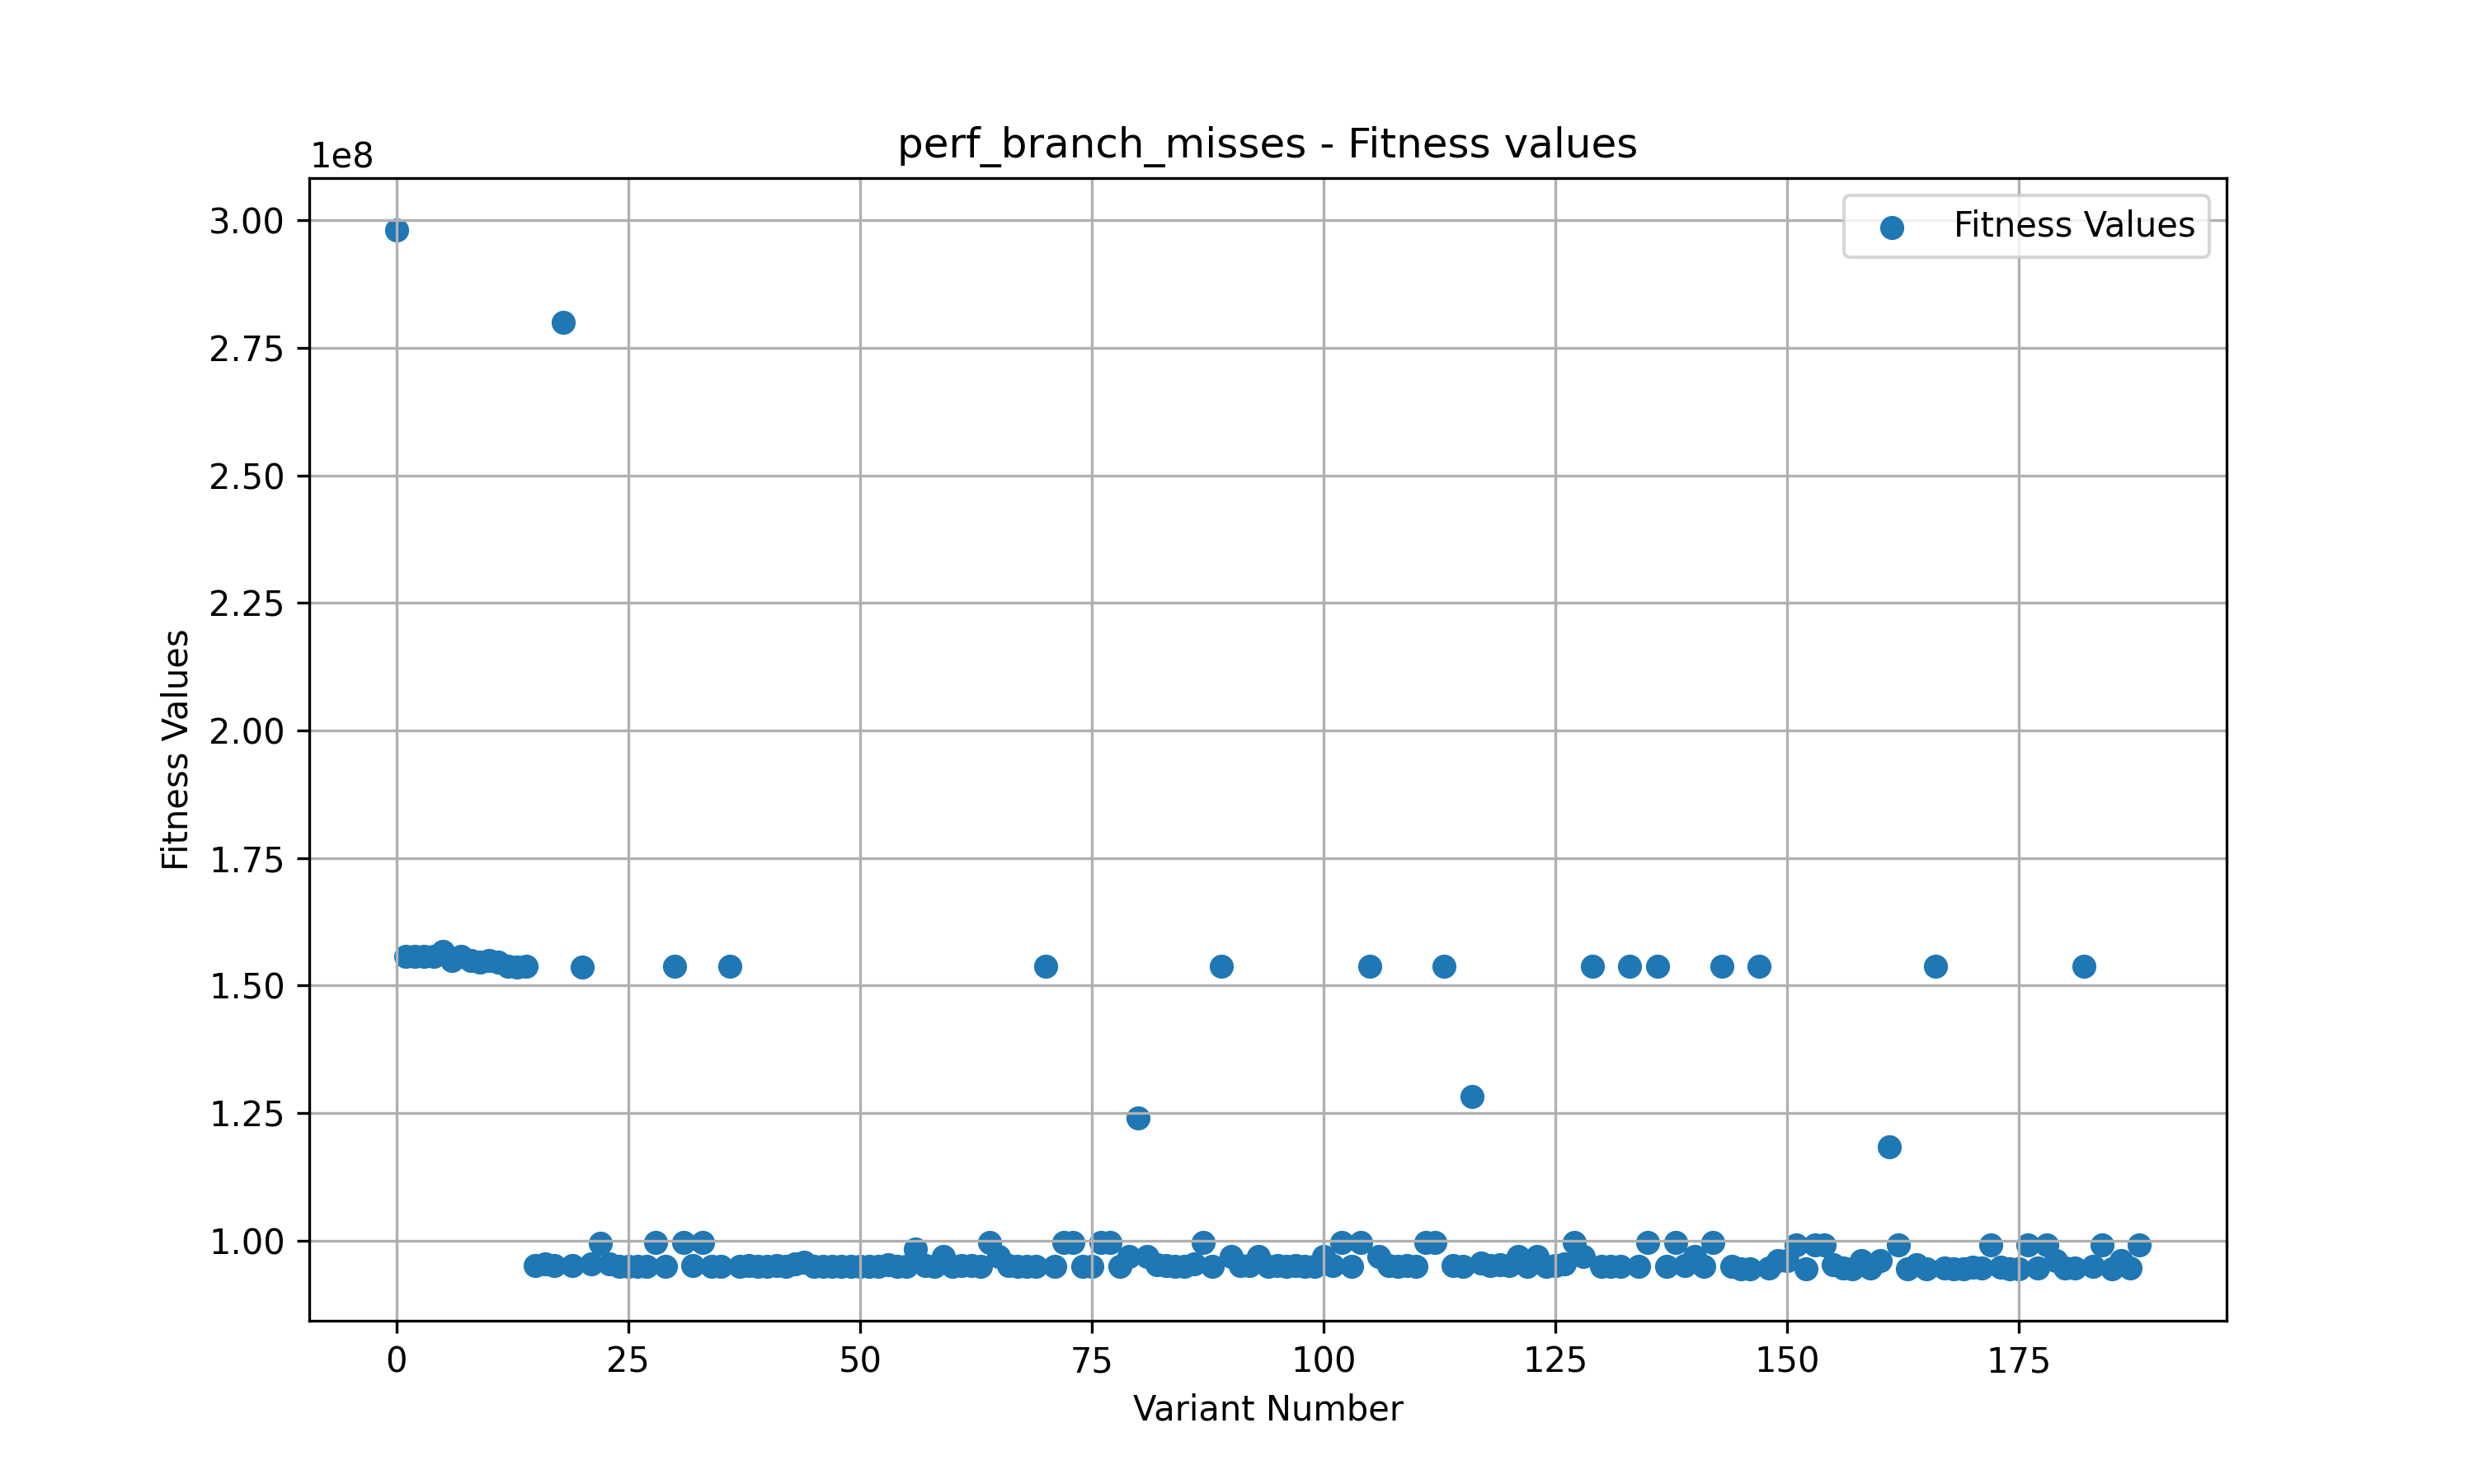 perf_branch_misses - Fitness values
1e8
Fitness Values
3.00
2.75
2.50
2.25
2.00
1.75
1.50
1.25
1.00
Fitness Values
0 25 50 75 100 125 150 175
Variant Number